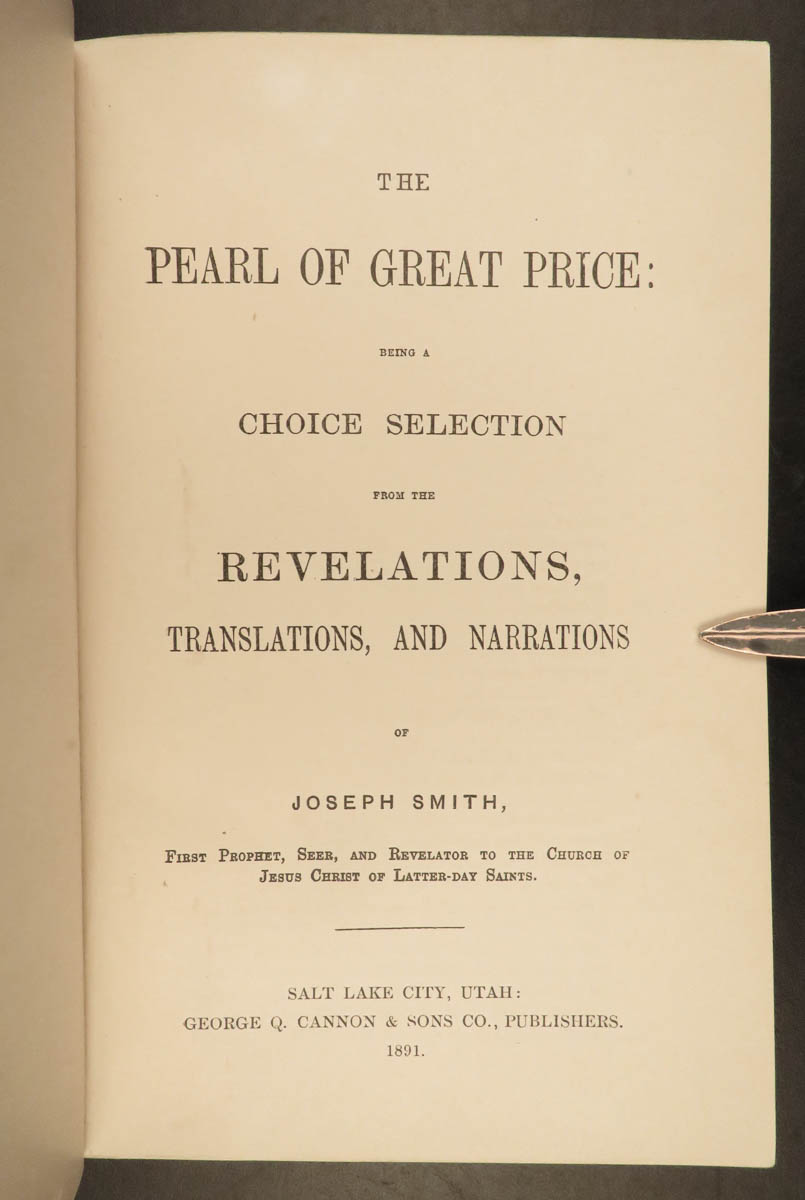 THE
PEARL OF GREAT PRICE:
BEING A
CHOICE SELECTION
FROM THE
REVELATIONS,
TRANSLATIONS, AND NARRATIONS
OF
JOSEPH SMITH,
FIRST PROPHET, SEER, AND REVELATOR TO THE CHURCH OF
JESUS CHRIST OF LATTER-DAY SAINTS.
SALT LAKE CITY, UTAH:
GEORGE Q. CANNON & SONS CO., PUBLISHERS.
1891.